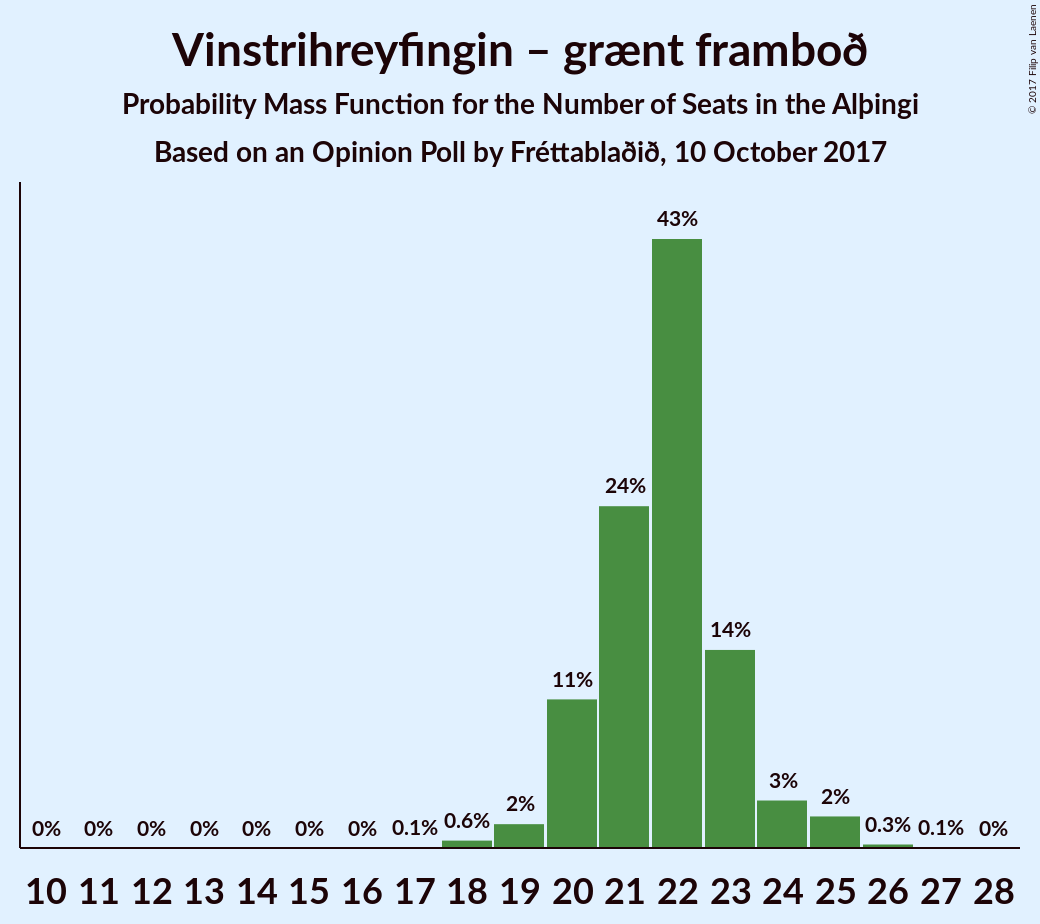 Vinstrihreyfingin – grænt framboð
Probability Mass Function for the Number of Seats in the Alþingi
Based on an Opinion Poll by Fréttablaðið, 10 October 2017
© 2017 Filip van Laenen
0% 0% 0% 0% 0% 0% 0% 0.1% 0.6% 2% 11% 24% 43% 14% 3% 2% 0.3% 0.1% 0%
10 11 12 13 14 15 16 17 18 19 20 21 22 23 24 25 26 27 28